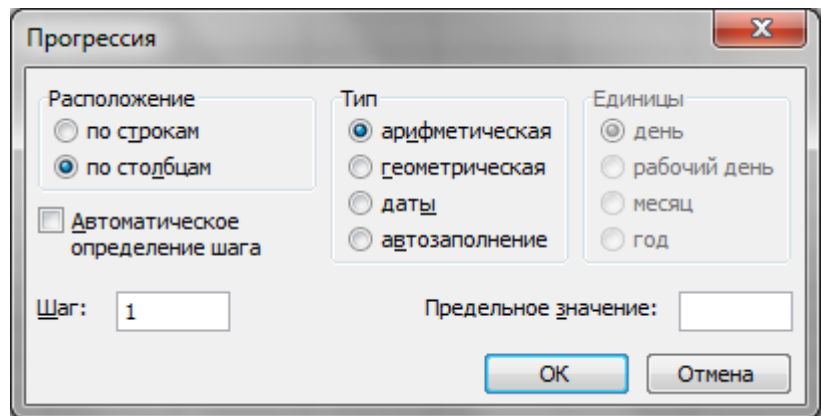 Прогрессия
Расположение
по строкам
по столбцам
Автоматическое
определение шага
Тип
арифметическая
геометрическая
даты
автозаполнение
Единицы
день
рабочий день
месяц
год
Шаг: 1
Предельное значение:
ОК
Отмена